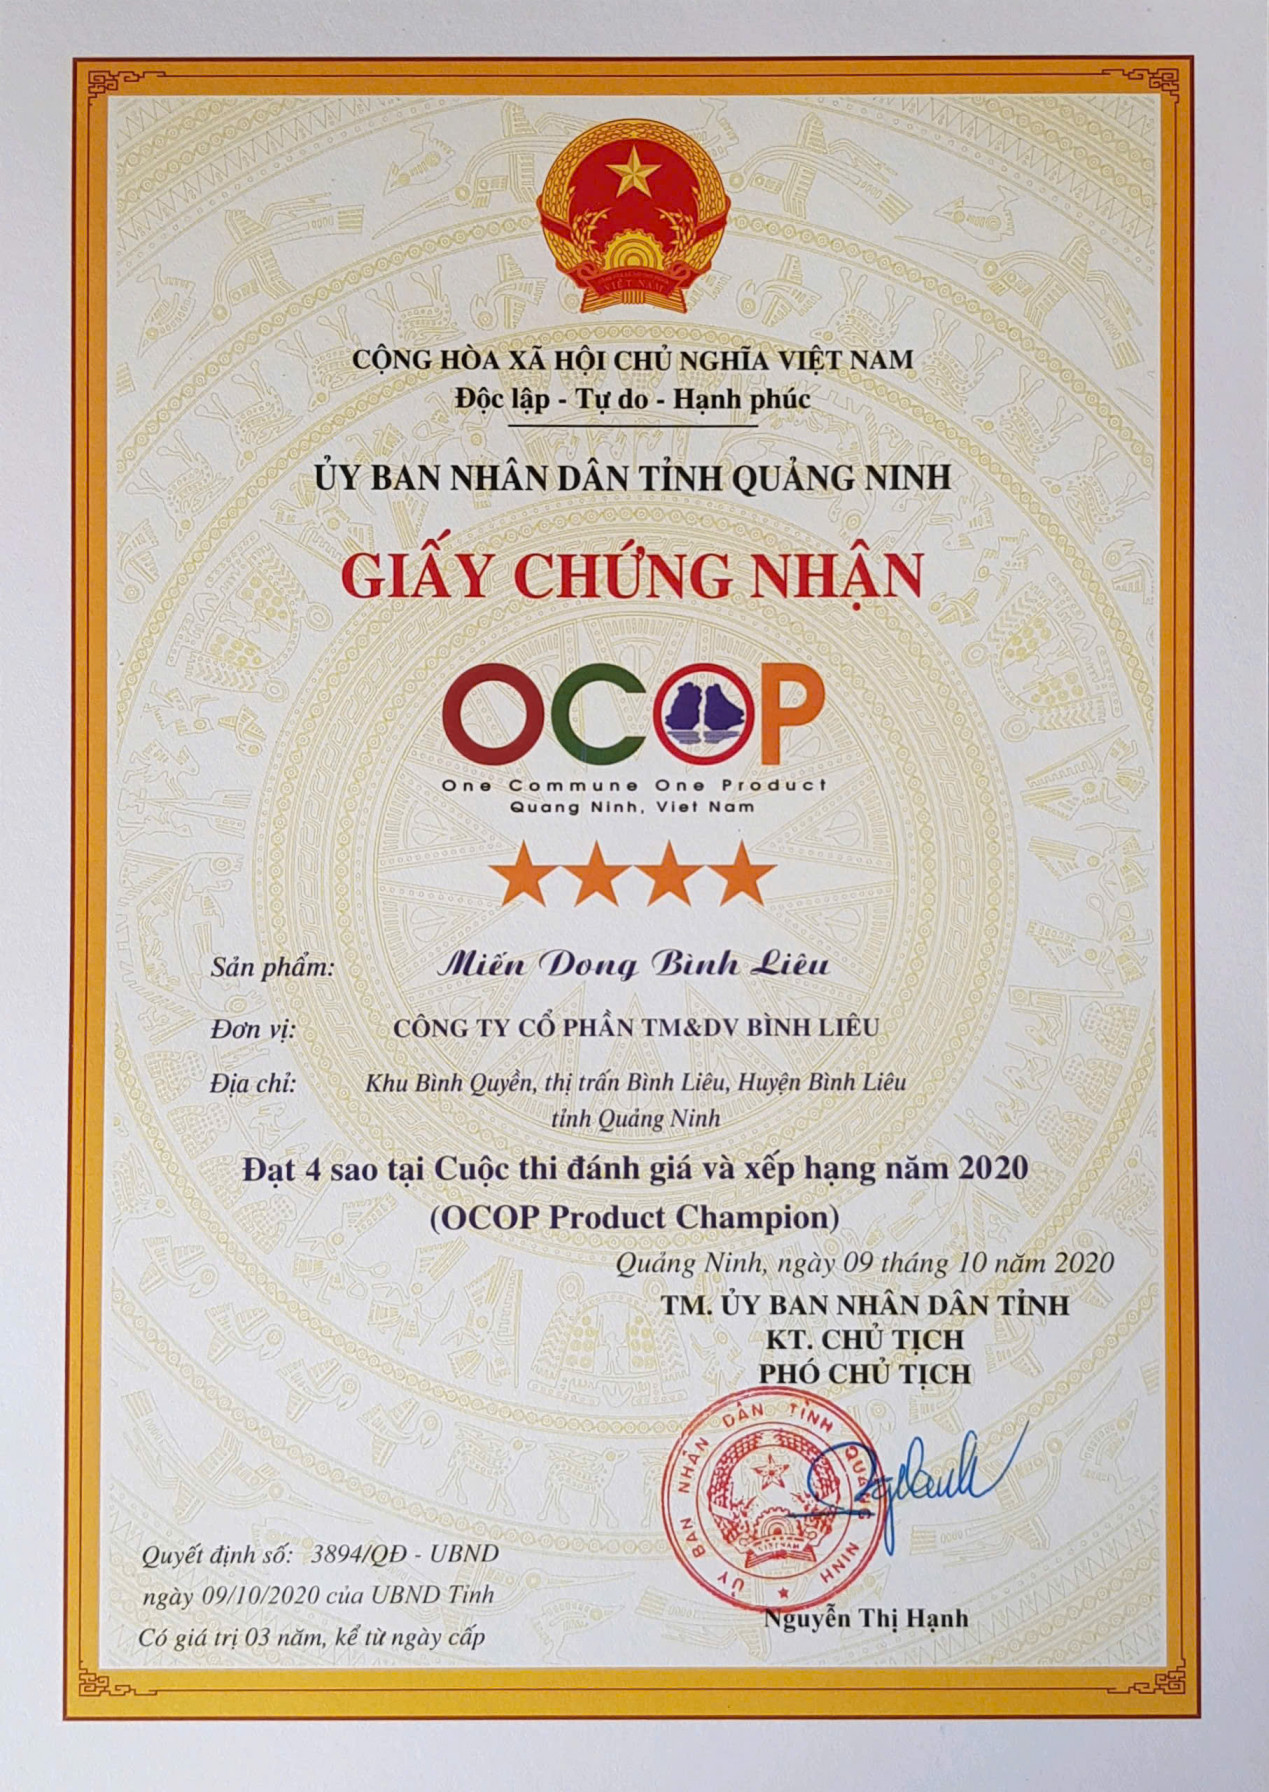 VIỆT NAM
CỘNG HÒA XÃ HỘI CHỦ NGHĨA VIỆT NAM
Độc lập - Tự do - Hạnh phúc
ỦY BAN NHÂN DÂN TỈNH QUẢNG NINH
GIẤY CHỨNG NHẬN
OCOP
One Commune One Product
Quang Ninh, Viet Nam
Sản phẩm: Miến Dong Bình Liêu
Đơn vị: CÔNG TY CỔ PHẦN TM&DV BÌNH LIÊU
Địa chỉ: Khu Bình Quyền, thị trấn Bình Liêu, Huyện Bình Liêu
tỉnh Quảng Ninh
Đạt 4 sao tại Cuộc thi đánh giá và xếp hạng năm 2020
(OCOP Product Champion)
Quảng Ninh, ngày 09 tháng 10 năm 2020
TM. ỦY BAN NHÂN DÂN TỈNH
KT. CHỦ TỊCH
PHÓ CHỦ TỊCH
ỦY BAN NHÂN DÂN TỈNH QUẢNG NINH
VIỆT NAM
Quyết định số: 3894/QĐ - UBND
ngày 09/10/2020 của UBND Tỉnh
Có giá trị 03 năm, kể từ ngày cấp
Nguyễn Thị Hạnh